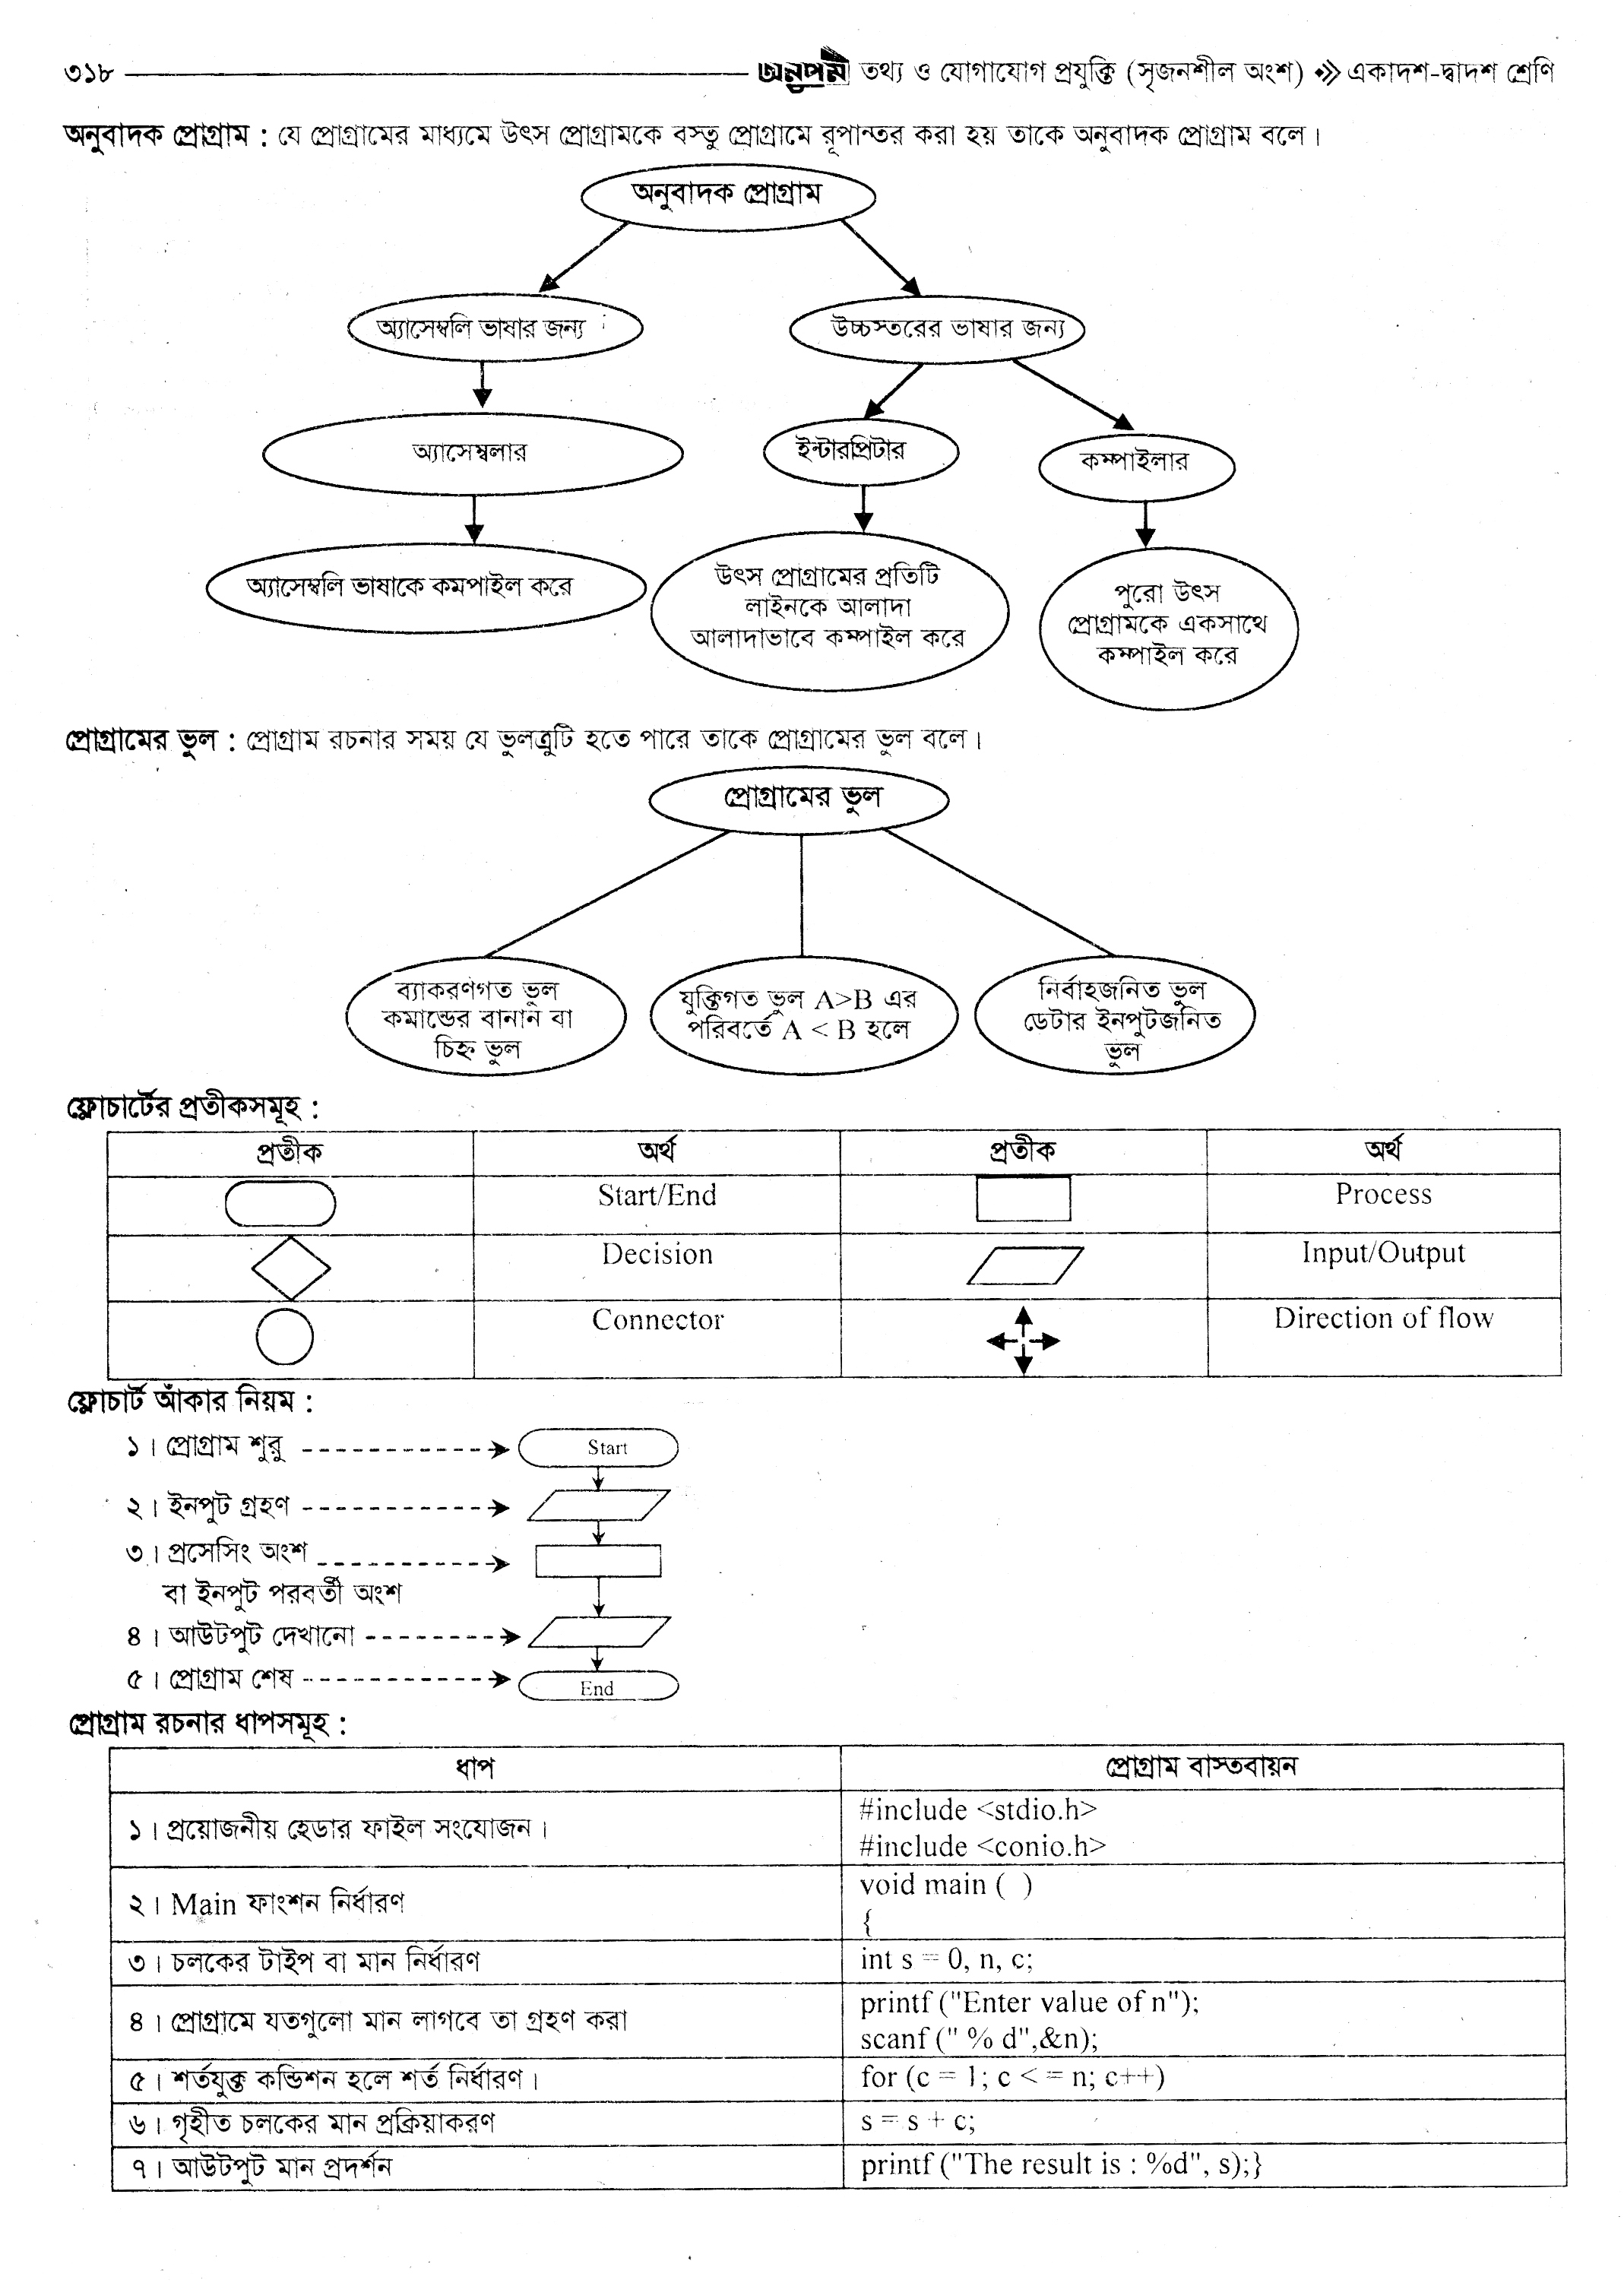 ৩১৮ অনুপম তথ্য ও যোগাযোগ প্রযুক্তি (সৃজনশীল অংশ) একাদশ-দ্বাদশ শ্রেণি
অনুবাদক প্রোগ্রাম : যে প্রোগ্রামের মাধ্যমে উৎস প্রোগ্রামকে বস্তু প্রোগ্রামে রূপান্তর করা হয় তাকে অনুবাদক প্রোগ্রাম বলে।
অনুবাদক প্রোগ্রাম
অ্যাসেম্বলি ভাষার জন্য
উচ্চস্তরের ভাষার জন্য
অ্যাসেম্বলার
ইন্টারপ্রিটার
কম্পাইলার
অ্যাসেম্বলি ভাষাকে কমপাইল করে
উৎস প্রোগ্রামের প্রতিটি
লাইনকে আলাদা
আলাদাভাবে কম্পাইল করে
পুরো উৎস
প্রোগ্রামকে একসাথে
কম্পাইল করে
প্রোগ্রামের ভুল : প্রোগ্রাম রচনার সময় যে ভুলত্রুটি হতে পারে তাকে প্রোগ্রামের ভুল বলে।
প্রোগ্রামের ভুল
ব্যাকরণগত ভুল
কমান্ডের বানান বা
চিহ্ন ভুল
যুক্তিগত ভুল A>B এর
পরিবর্তে A < B হলে
নির্বাহজনিত ভুল
ডেটার ইনপুটজনিত
ভুল
ফ্লোচার্টের প্রতীকসমূহ :
প্রতীক অর্থ প্রতীক অর্থ
Start/End Process
Decision Input/Output
Connector Direction of flow
ফ্লোচার্ট আঁকার নিয়ম :
১। প্রোগ্রাম শুরু Start
২। ইনপুট গ্রহণ
৩। প্রসেসিং অংশ
বা ইনপুট পরবর্তী অংশ
৪। আউটপুট দেখানো
৫। প্রোগ্রাম শেষ End
প্রোগ্রাম রচনার ধাপসমূহ :
ধাপ প্রোগ্রাম বাস্তবায়ন
১। প্রয়োজনীয় হেডার ফাইল সংযোজন।
#include <stdio.h>
#include <conio.h>
২। Main ফাংশন নির্ধারণ
void main ( )
{
৩। চলকের টাইপ বা মান নির্ধারণ int s = 0, n, c;
৪। প্রোগ্রামে যতগুলো মান লাগবে তা গ্রহণ করা
printf ("Enter value of n");
scanf (" % d",&n);
৫। শর্তযুক্ত কন্ডিশন হলে শর্ত নির্ধারণ। for (c = 1; c < = n; c++)
৬। গৃহীত চলকের মান প্রক্রিয়াকরণ s = s + c;
৭। আউটপুট মান প্রদর্শন printf ("The result is : %d", s);}